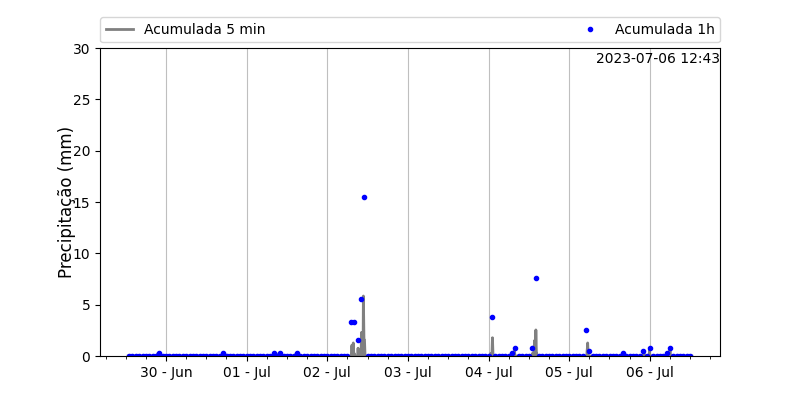 Acumulada 5 min Acumulada 1h
2023-07-06 12:43
Precipitação (mm)
30
25
20
15
10
5
0
30 - Jun 01 - Jul 02 - Jul 03 - Jul 04 - Jul 05 - Jul 06 - Jul